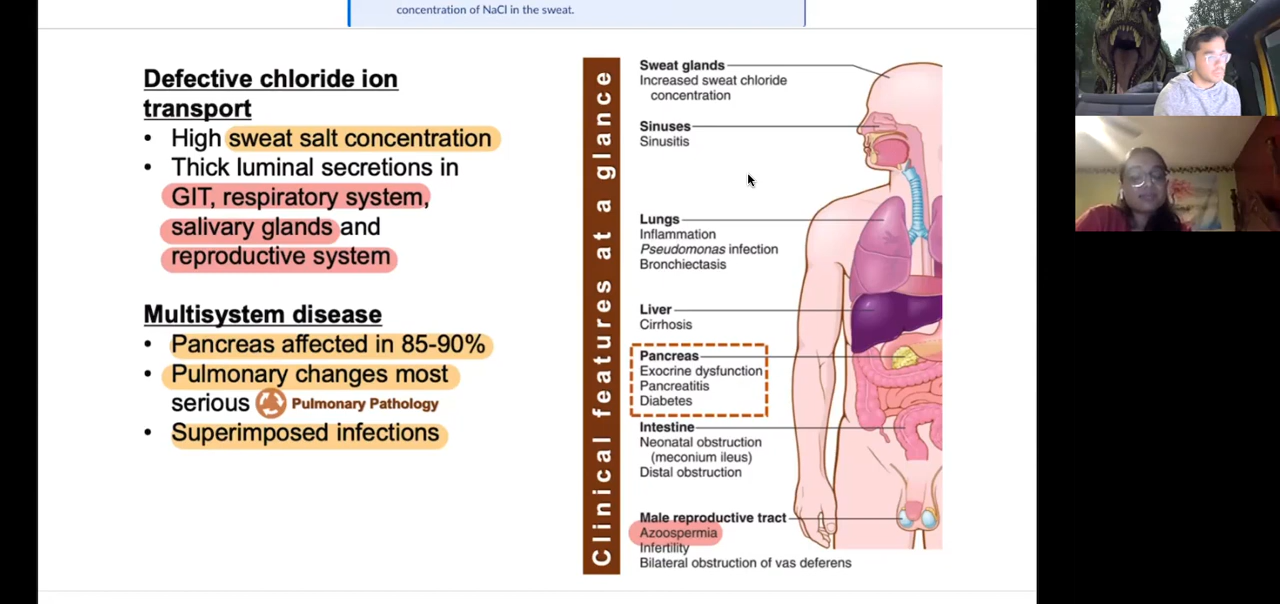 concentration of NaCl in the sweat.
Defective chloride ion
transport
• High sweat salt concentration
• Thick luminal secretions in
GIT, respiratory system,
salivary glands and
reproductive system
Multisystem disease
• Pancreas affected in 85-90%
• Pulmonary changes most
serious Pulmonary Pathology
• Superimposed infections
Clinical features at a glance
Sweat glands
Increased sweat chloride
concentration
Sinuses
Sinusitis
Lungs
Inflammation
Pseudomonas infection
Bronchiectasis
Liver
Cirrhosis
Pancreas
Exocrine dysfunction
Pancreatitis
Diabetes
Intestine
Neonatal obstruction
(meconium ileus)
Distal obstruction
Male reproductive tract
Azoospermia
Infertility
Bilateral obstruction of vas deferens